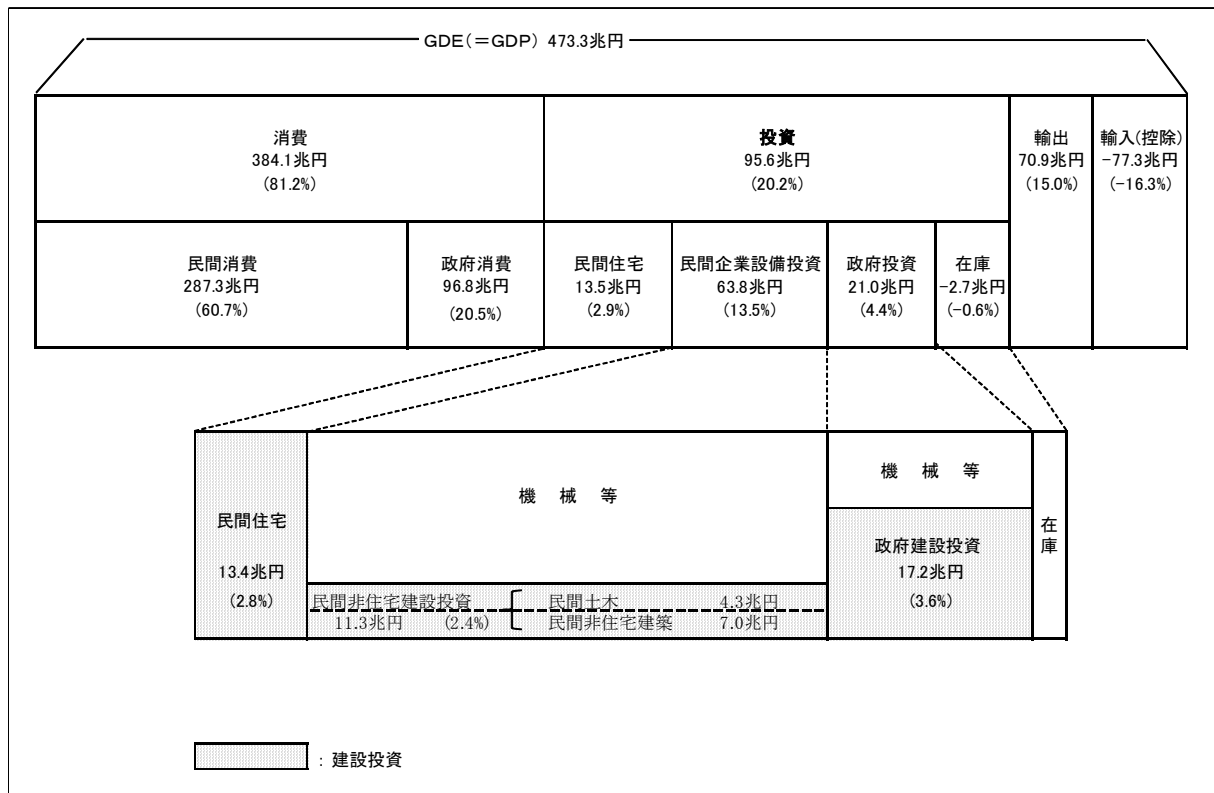 GDE(=GDP) 473.3兆円
消費
384.1兆円
(81.2%)
投資
95.6兆円
(20.2%)
輸出
70.9兆円
(15.0%)
輸入(控除)
-77.3兆円
(-16.3%)
民間消費
287.3兆円
(60.7%)
政府消費
96.8兆円
(20.5%)
民間住宅
13.5兆円
(2.9%)
民間企業設備投資
63.8兆円
(13.5%)
政府投資
21.0兆円
(4.4%)
在庫
-2.7兆円
(-0.6%)
民間住宅
13.4兆円
(2.8%)
機 械 等
民間非住宅建設投資
11.3兆円 (2.4%)
民間土木 4.3兆円
民間非住宅建築 7.0兆円
機 械 等
政府建設投資
17.2兆円
(3.6%)
在庫
: 建設投資